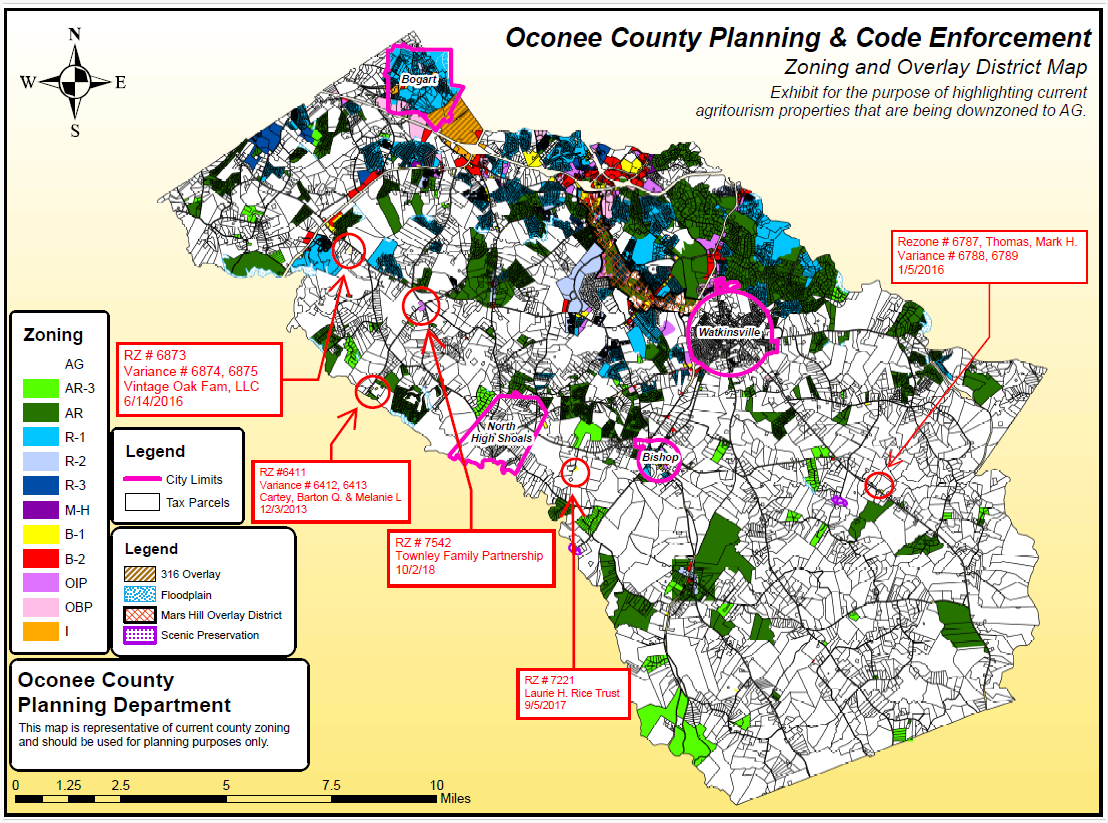 Oconee County Planning & Code Enforcement
Zoning and Overlay District Map
Exhibit for the purpose of highlighting current
agritourism properties that are being downzoned to AG.
N
W
E
S
Bogart
Rezone # 6787, Thomas, Mark H.
Variance # 6788, 6789
1/5/2016
Watkinsville
North
High Shoals
Bishop
Zoning
AG
AR-3
AR
R-1
R-2
R-3
M-H
B-1
B-2
OIP
OBP
I
RZ # 6873
Variance # 6874, 6875
Vintage Oak Fam, LLC
6/14/2016
Legend
City Limits
Tax Parcels
RZ #6411
Variance # 6412, 6413
Cartey, Barton Q. & Melanie L
12/3/2013
RZ # 7542
Townley Family Partnership
10/2/18
Legend
316 Overlay
Floodplain
Mars Hill Overlay District
Scenic Preservation
RZ # 7221
Laurie H. Rice Trust
9/5/2017
Oconee County
Planning Department
This map is representative of current county zoning
and should be used for planning purposes only.
0 1.25 2.5 5 7.5 10
Miles